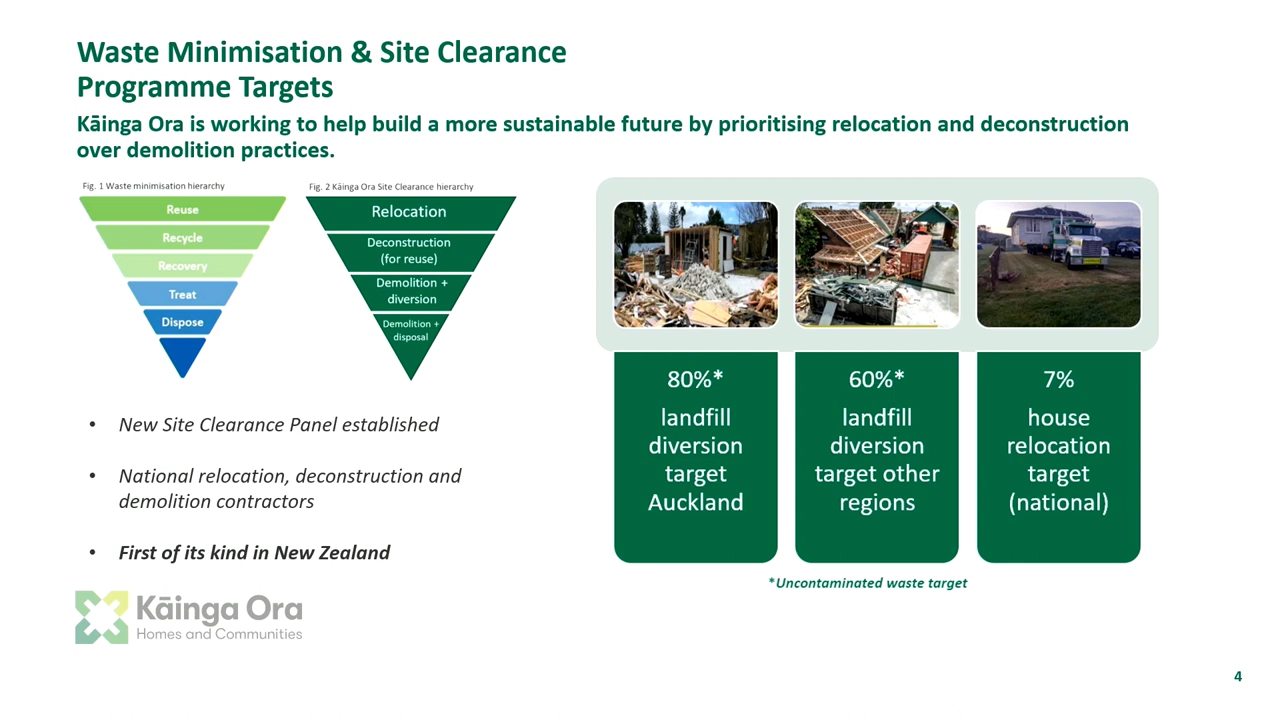 Waste Minimisation & Site Clearance
Programme Targets
Kāinga Ora is working to help build a more sustainable future by prioritising relocation and deconstruction
over demolition practices.
Fig. 1 Waste minimisation hierarchy
Reuse
Recycle
Recovery
Treat
Dispose
Fig. 2 Kāinga Ora Site Clearance hierarchy
Relocation
Deconstruction
(for reuse)
Demolition +
diversion
Demolition +
disposal
• New Site Clearance Panel established
• National relocation, deconstruction and
demolition contractors
• First of its kind in New Zealand
80%*
landfill
diversion
target
Auckland
60%*
landfill
diversion
target other
regions
7%
house
relocation
target
(national)
*Uncontaminated waste target
Kāinga Ora
Homes and Communities
4